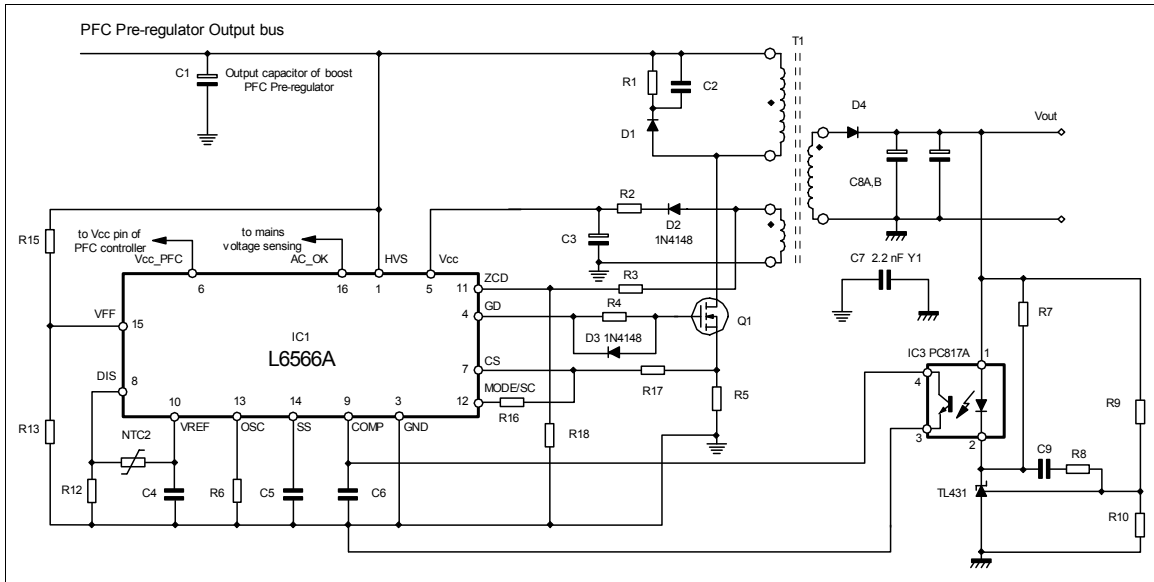 PFC Pre-regulator Output bus
T1
C1
Output capacitor of boost
PFC Pre-regulator
R1
C2
D1
D4
Vout
C8A,B
R2
D2
1N4148
C3
R15
to Vcc pin of
PFC controller
to mains
voltage sensing
Vcc_PFC
AC_OK
HVS
Vcc
6
16
1
5
ZCD
11
R3
C7 2.2 nF Y1
GD
4
R4
Q1
VFF
15
IC1
L6566A
D3 1N4148
R7
IC3 PC817A
1
DIS
8
CS
7
R17
4
MODE/SC
12
R16
R5
R9
10
13
14
9
3
VREF
OSC
SS
COMP
GND
R13
NTC2
R18
3
2
C9
R8
R12
C4
R6
C5
C6
TL431
R10